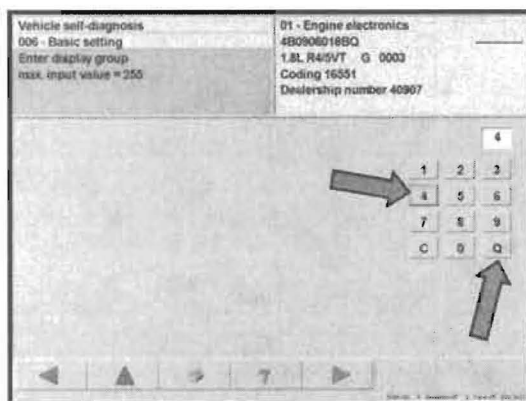 Vehicle self-diagnosis
006 - Basic setting
Enter display group
max. input value = 255
01 - Engine electronics
4B0906018BQ
1.8L R4/5VT G 0003
Coding 16551
Dealership number 40907
4
1 2 3
4 5 6
7 8 9
C 0 Q
?